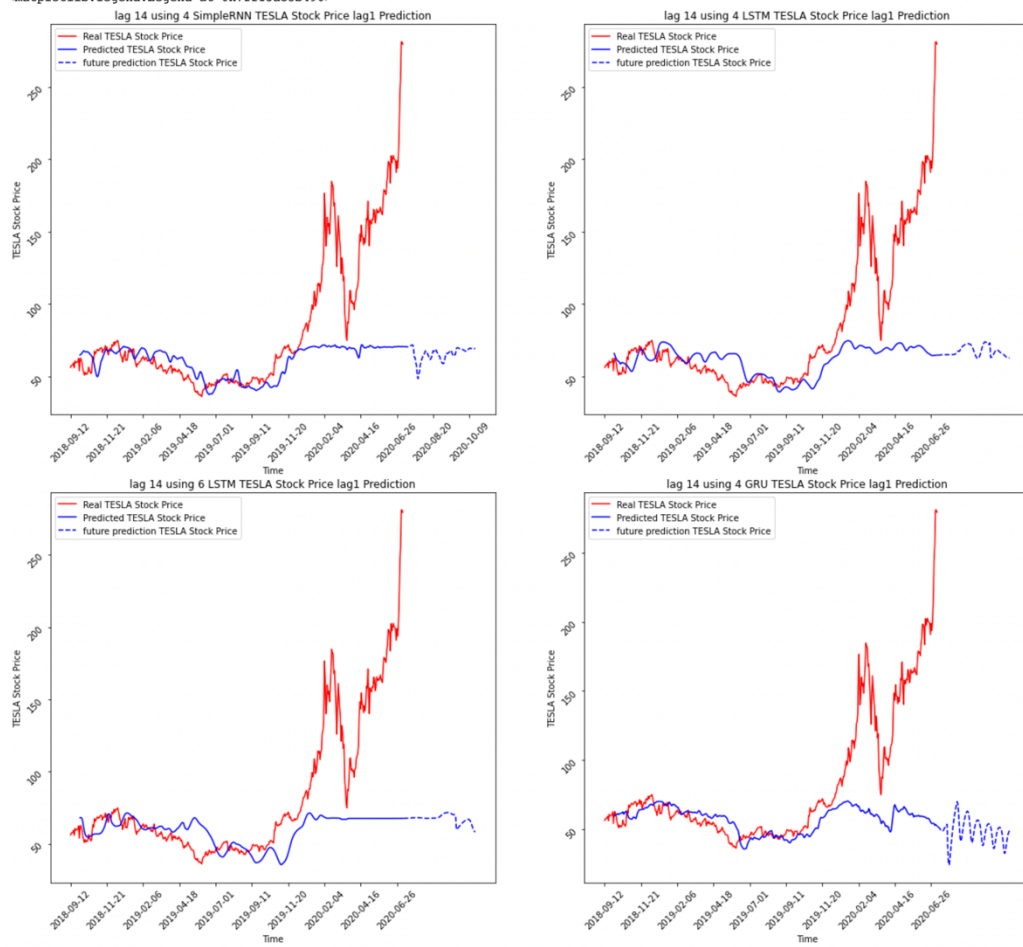 lag 14 using 4 SimpleRNN TESLA Stock Price lag1 Prediction
Real TESLA Stock Price
Predicted TESLA Stock Price
future prediction TESLA Stock Price
TESLA Stock Price
250
200
150
100
50
2018-09-12 2018-11-21 2019-02-06 2019-04-18 2019-07-01 2019-09-11 2019-11-20 2020-02-04 2020-04-16 2020-06-26 2020-08-20 2020-10-09
Time
lag 14 using 4 LSTM TESLA Stock Price lag1 Prediction
Real TESLA Stock Price
Predicted TESLA Stock Price
future prediction TESLA Stock Price
TESLA Stock Price
250
200
150
100
50
2018-09-12 2018-11-21 2019-02-06 2019-04-18 2019-07-01 2019-09-11 2019-11-20 2020-02-04 2020-04-16 2020-06-26
Time
lag 14 using 6 LSTM TESLA Stock Price lag1 Prediction
Real TESLA Stock Price
Predicted TESLA Stock Price
future prediction TESLA Stock Price
TESLA Stock Price
250
200
150
100
50
2018-09-12 2018-11-21 2019-02-06 2019-04-18 2019-07-01 2019-09-11 2019-11-20 2020-02-04 2020-04-16 2020-06-26
Time
lag 14 using 4 GRU TESLA Stock Price lag1 Prediction
Real TESLA Stock Price
Predicted TESLA Stock Price
future prediction TESLA Stock Price
TESLA Stock Price
250
200
150
100
50
2018-09-12 2018-11-21 2019-02-06 2019-04-18 2019-07-01 2019-09-11 2019-11-20 2020-02-04 2020-04-16 2020-06-26
Time